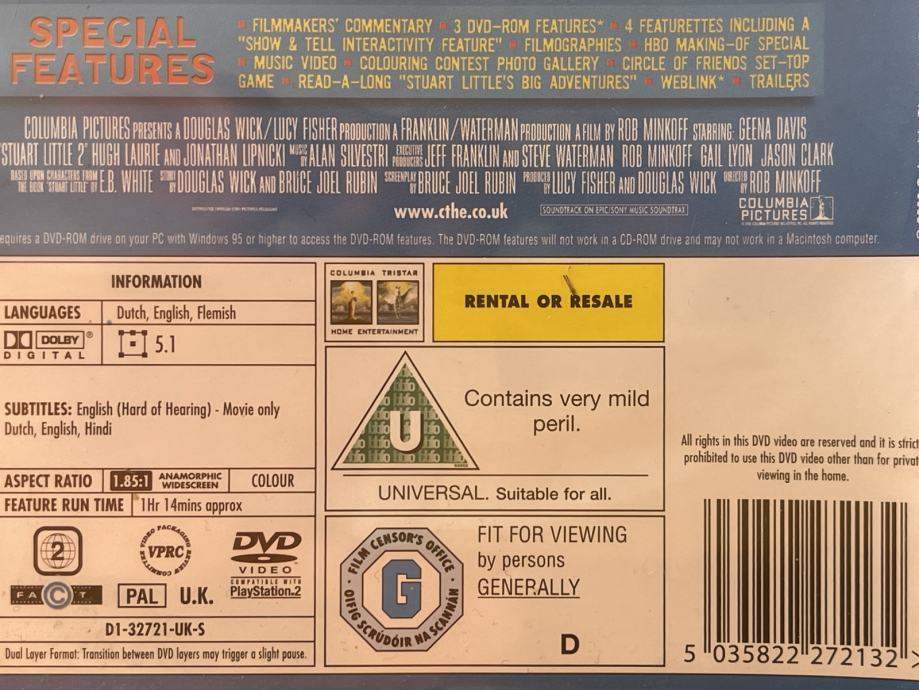 SPECIAL FEATURES
▪ FILMMAKERS' COMMENTARY ▪ 3 DVD-ROM FEATURES* ▪ 4 FEATURETTES INCLUDING A
"SHOW & TELL INTERACTIVITY FEATURE" ▪ FILMOGRAPHIES ▪ HBO MAKING-OF SPECIAL
▪ MUSIC VIDEO ▪ COLOURING CONTEST PHOTO GALLERY ▪ CIRCLE OF FRIENDS SET-TOP
GAME ▪ READ-A-LONG "STUART LITTLE'S BIG ADVENTURES" ▪ WEBLINK* ▪ TRAILERS
COLUMBIA PICTURES PRESENTS A DOUGLAS WICK/LUCY FISHER PRODUCTION A FRANKLIN/WATERMAN PRODUCTION A FILM BY ROB MINKOFF STARRING: GEENA DAVIS
"STUART LITTLE 2" HUGH LAURIE AND JONATHAN LIPNICKI MUSIC BY ALAN SILVESTRI EXECUTIVE PRODUCERS JEFF FRANKLIN AND STEVE WATERMAN ROB MINKOFF GAIL LYON JASON CLARK
BASED UPON CHARACTERS FROM THE BOOK "STUART LITTLE" BY E.B. WHITE STORY BY DOUGLAS WICK AND BRUCE JOEL RUBIN SCREENPLAY BY BRUCE JOEL RUBIN PRODUCED BY LUCY FISHER AND DOUGLAS WICK DIRECTED BY ROB MINKOFF
www.cthe.co.uk
SOUNDTRACK ON EPIC/SONY MUSIC SOUNDTRAX
COLUMBIA PICTURES
equires a DVD-ROM drive on your PC with Windows 95 or higher to access the DVD-ROM features. The DVD-ROM features will not work in a CD-ROM drive and may not work in a Macintosh computer.
INFORMATION
LANGUAGES Dutch, English, Flemish
DOLBY DIGITAL 5.1
SUBTITLES: English (Hard of Hearing) - Movie only
Dutch, English, Hindi
ASPECT RATIO 1.85:1 ANAMORPHIC WIDESCREEN COLOUR
FEATURE RUN TIME 1Hr 14mins approx
2 VIDEO PACKAGING REVIEW COMMITTEE VPRC DVD VIDEO
COMPATIBLE WITH PlayStation.2
FACT PAL U.K.
D1-32721-UK-S
Dual Layer Format: Transition between DVD layers may trigger a slight pause.
COLUMBIA TRISTAR
HOME ENTERTAINMENT
RENTAL OR RESALE
U
Contains very mild
peril.
UNIVERSAL. Suitable for all.
FILM CENSOR'S OFFICE
G
OIFIG SCRÚDÓIR NA SCANNÁN
FIT FOR VIEWING
by persons
GENERALLY
D
All rights in this DVD video are reserved and it is strict
prohibited to use this DVD video other than for privat
viewing in the home.
5 035822 272132 >